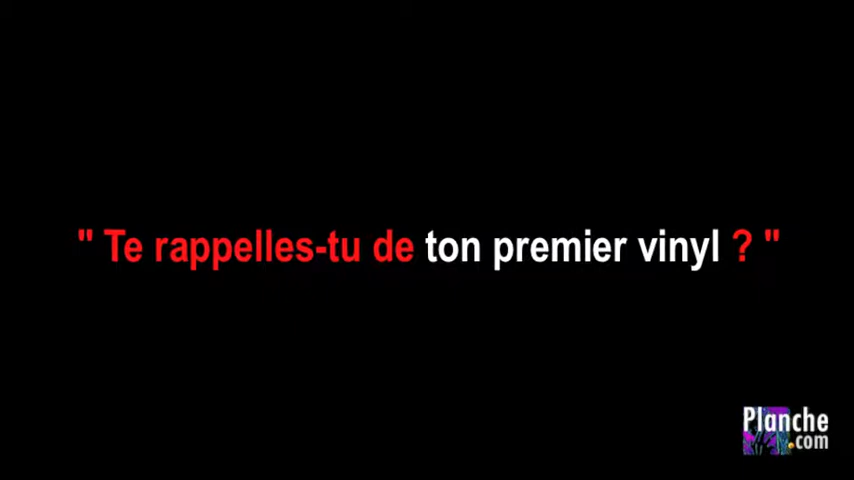 " Te rappelles-tu de ton premier vinyl ? "
Planche
.com